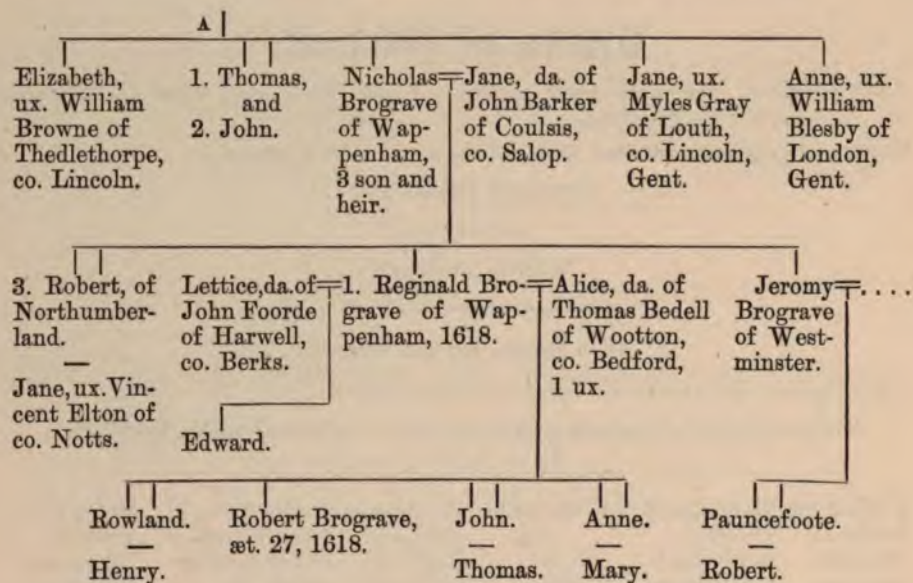 A
Elizabeth,
ux. William
Browne of
Thedlethorpe,
co. Lincoln.
1. Thomas,
and
2. John.
Nicholas
Brograve
of Wap-
penham,
3 son and
heir.
Jane, da. of
John Barker
of Coulsis,
co. Salop.
Jane, ux.
Myles Gray
of Louth,
co. Lincoln,
Gent.
Anne, ux.
William
Blesby of
London,
Gent.
3. Robert, of
Northumber-
land.
—
Jane, ux. Vin-
cent Elton of
co. Notts.
Lettice, da. of
John Foorde
of Harwell,
co. Berks.
1. Reginald Bro-
grave of Wap-
penham, 1618.
Alice, da. of
Thomas Bedell
of Wootton,
co. Bedford,
1 ux.
Jeromy
Brograve
of West-
minster.
. . . .
Edward.
Rowland.
—
Henry.
Robert Brograve,
æt. 27, 1618.
John.
—
Thomas.
Anne.
—
Mary.
Pauncefoote.
—
Robert.